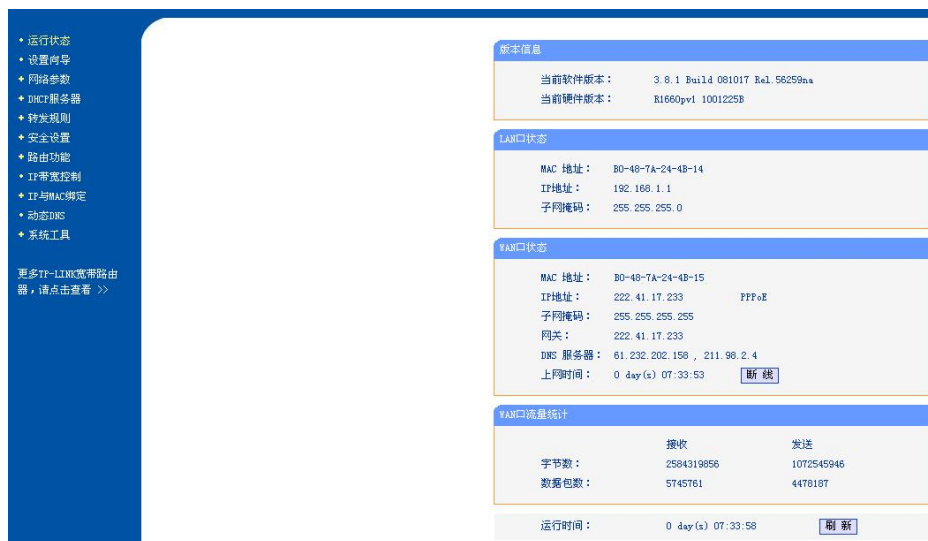 运行状态
设置向导
网络参数
DHCP服务器
转发规则
安全设置
路由功能
IP带宽控制
IP与MAC绑定
动态DNS
系统工具
更多TP-LINK宽带路由
器，请点击查看 >>
版本信息
当前软件版本： 3.8.1 Build 081017 Rel.56259na
当前硬件版本： R1660pv1 1001225B
LAN口状态
MAC 地址： B0-48-7A-24-4B-14
IP地址： 192.168.1.1
子网掩码： 255.255.255.0
WAN口状态
MAC 地址： B0-48-7A-24-4B-15
IP地址： 222.41.17.233 PPPoE
子网掩码： 255.255.255.255
网关： 222.41.17.233
DNS 服务器： 61.232.202.158 , 211.98.2.4
上网时间： 0 day(s) 07:33:53 断 线
WAN口流量统计
接收 发送
字节数： 2584319856 1072545946
数据包数： 5745761 4478187
运行时间： 0 day(s) 07:33:58 刷 新